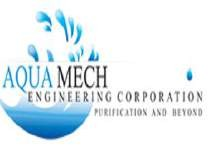 AQUA MECH
ENGINEERING CORPORATION
PURIFICATION AND BEYOND